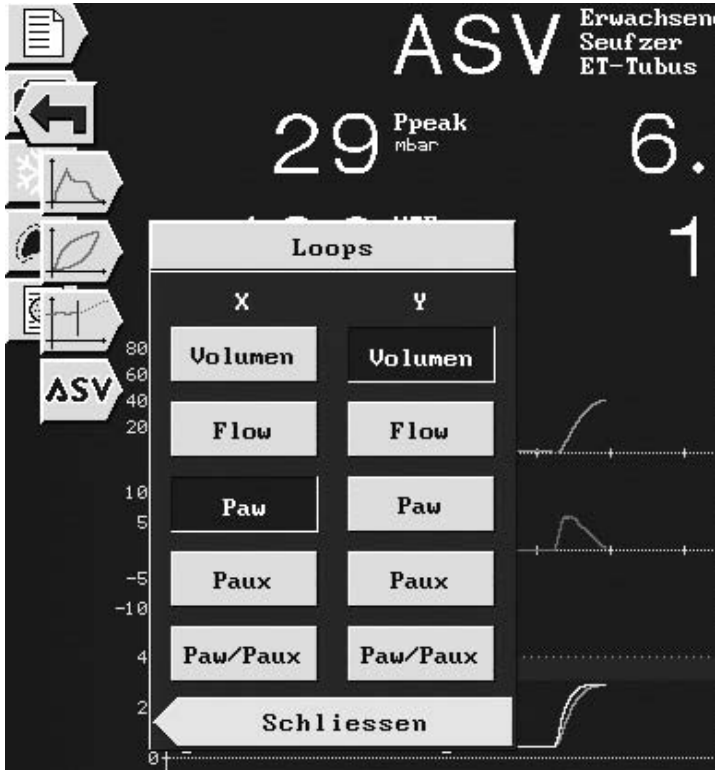 ASV
Erwachsen
Seufzer
ET-Tubus
29
Ppeak
mbar
6.
1
Loops
X Y
Volumen Volumen
Flow Flow
Paw Paw
Paux Paux
Paw/Paux Paw/Paux
Schliessen
ASV
80
60
40
20
10
5
-5
-10
4
2
0